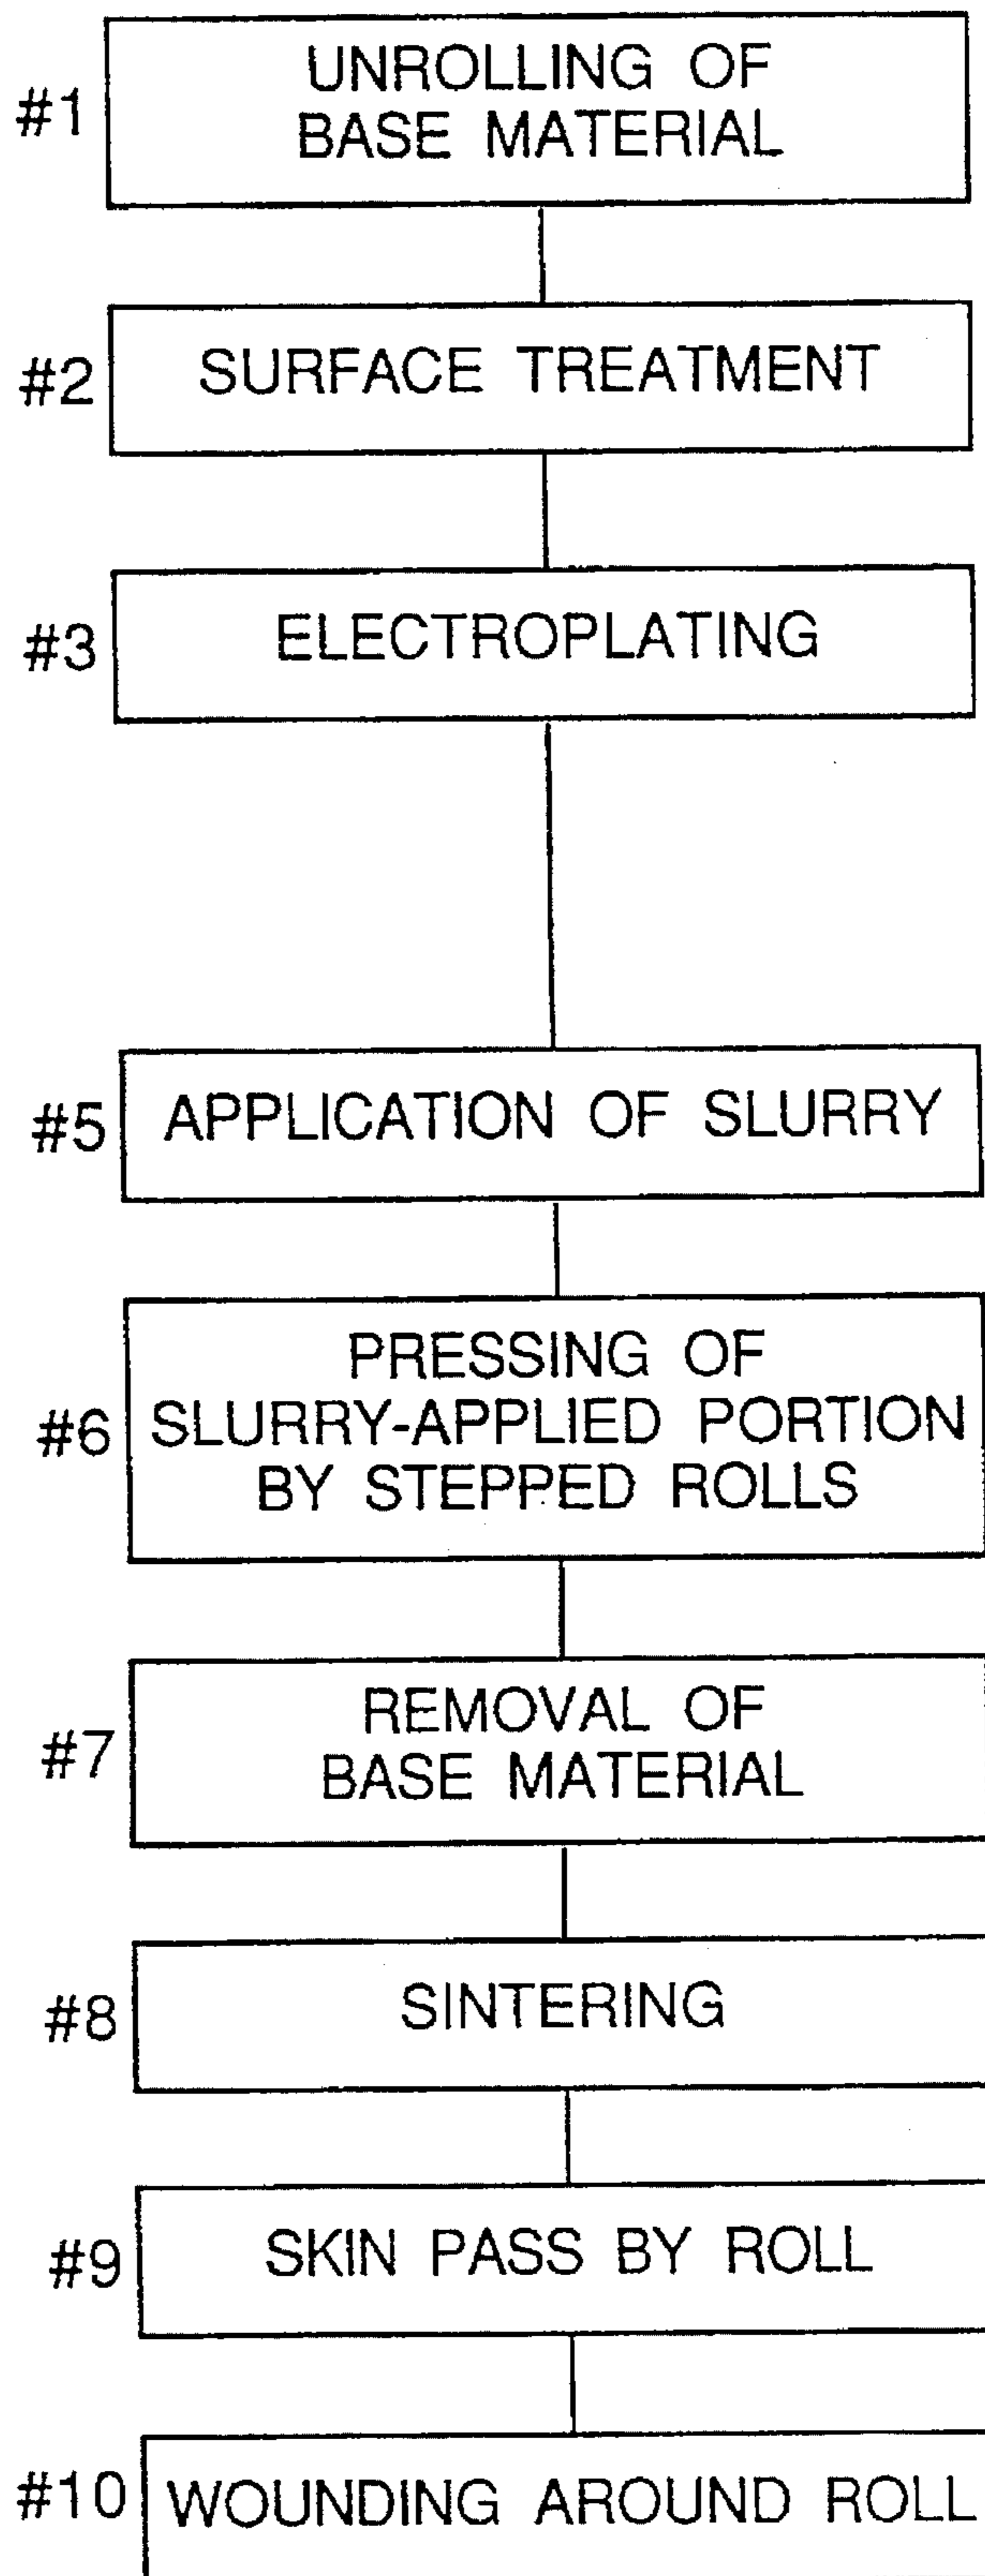 #1
UNROLLING OF
BASE MATERIAL
#2
SURFACE TREATMENT
#3
ELECTROPLATING
#5
APPLICATION OF SLURRY
#6
PRESSING OF
SLURRY-APPLIED PORTION
BY STEPPED ROLLS
#7
REMOVAL OF
BASE MATERIAL
#8
SINTERING
#9
SKIN PASS BY ROLL
#10
WOUNDING AROUND ROLL